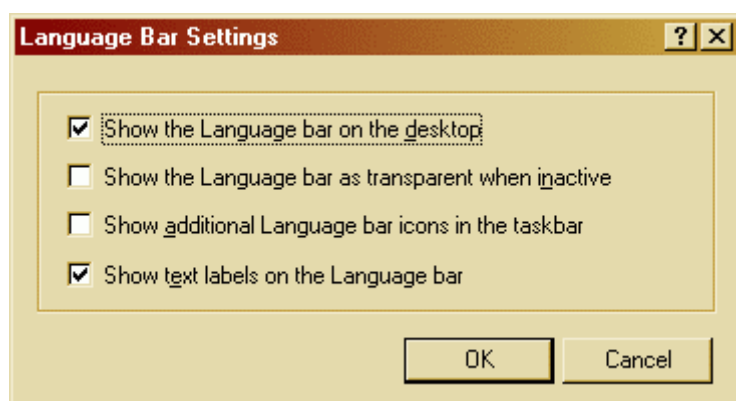 Language Bar Settings
Show the Language bar on the desktop
Show the Language bar as transparent when inactive
Show additional Language bar icons in the taskbar
Show text labels on the Language bar
OK Cancel